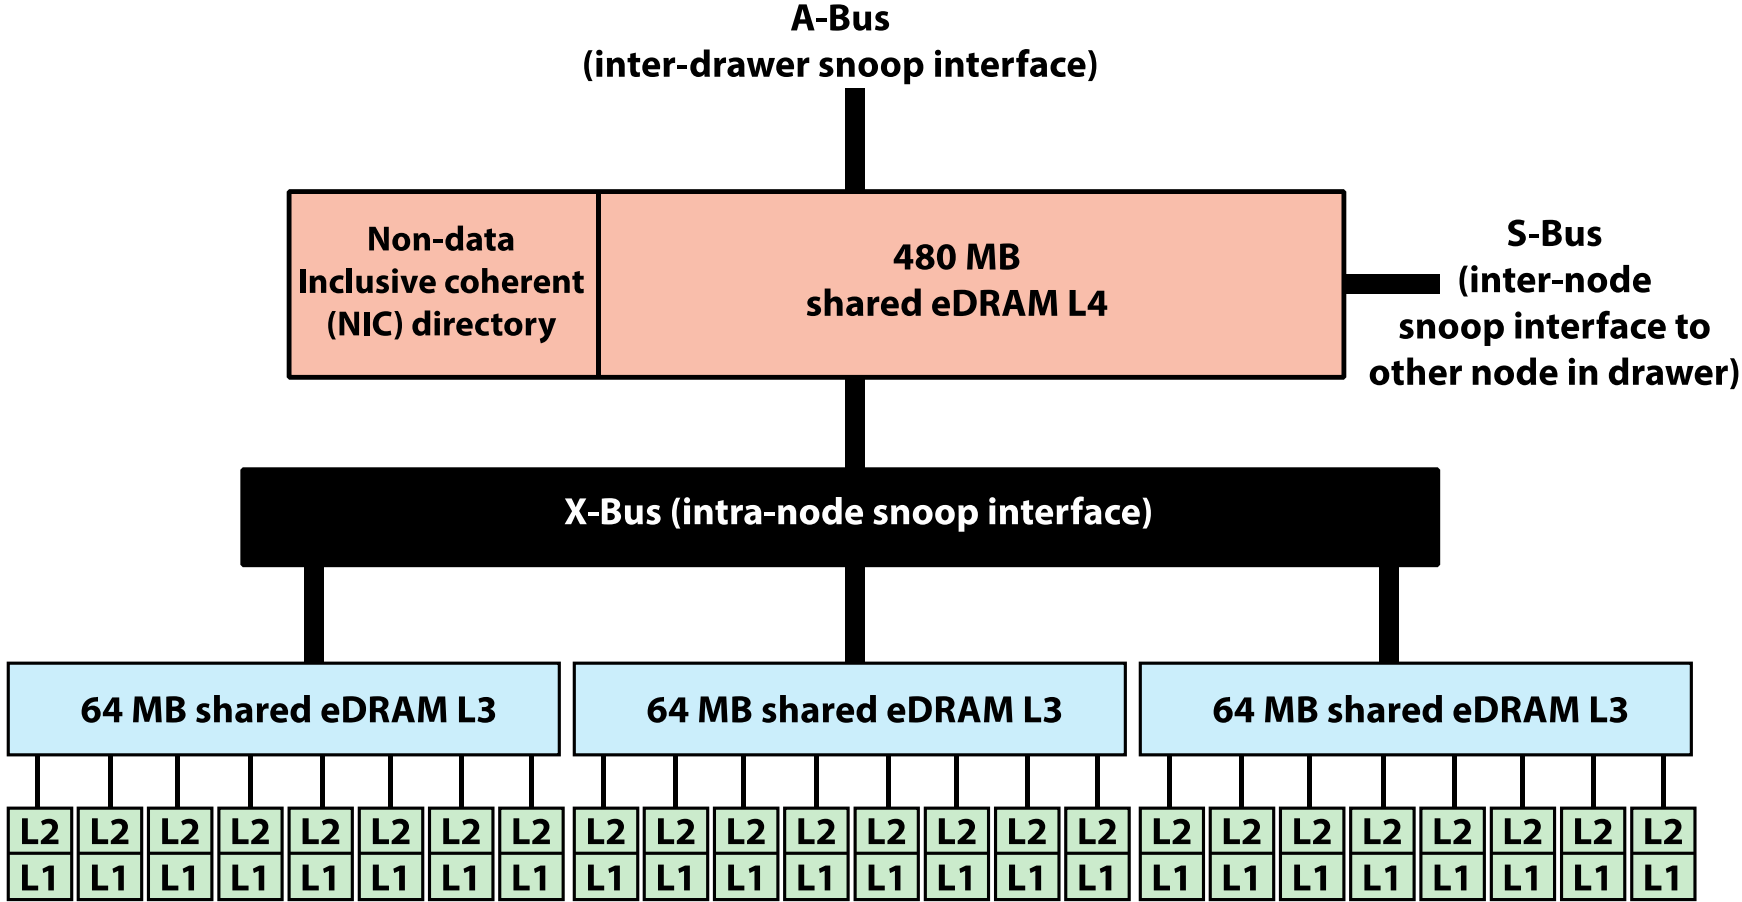 A-Bus
(inter-drawer snoop interface)
Non-data
Inclusive coherent
(NIC) directory
480 MB
shared eDRAM L4
S-Bus
(inter-node
snoop interface to
other node in drawer)
X-Bus (intra-node snoop interface)
64 MB shared eDRAM L3
64 MB shared eDRAM L3
64 MB shared eDRAM L3
L2 L2 L2 L2 L2 L2 L2 L2 L2 L2 L2 L2 L2 L2 L2 L2 L2 L2 L2 L2 L2 L2 L2 L2
L1 L1 L1 L1 L1 L1 L1 L1 L1 L1 L1 L1 L1 L1 L1 L1 L1 L1 L1 L1 L1 L1 L1 L1